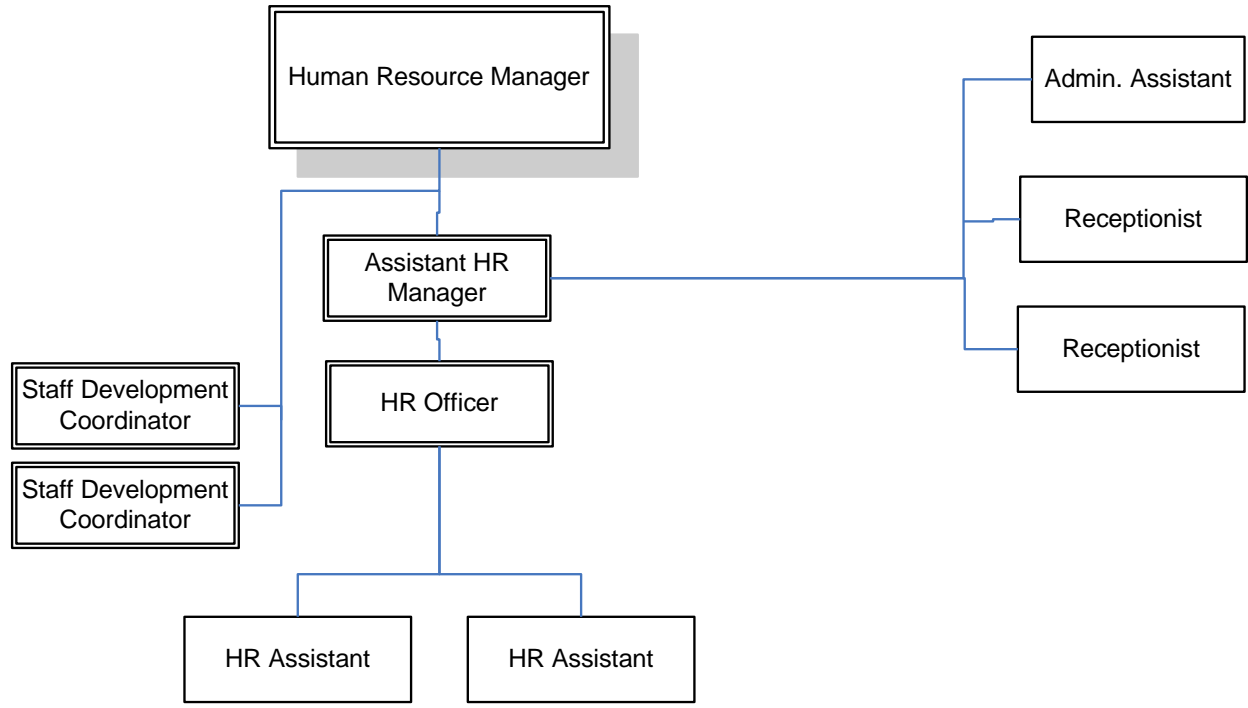 Human Resource Manager
Admin. Assistant
Receptionist
Assistant HR
Manager
Receptionist
Staff Development
Coordinator
HR Officer
Staff Development
Coordinator
HR Assistant
HR Assistant